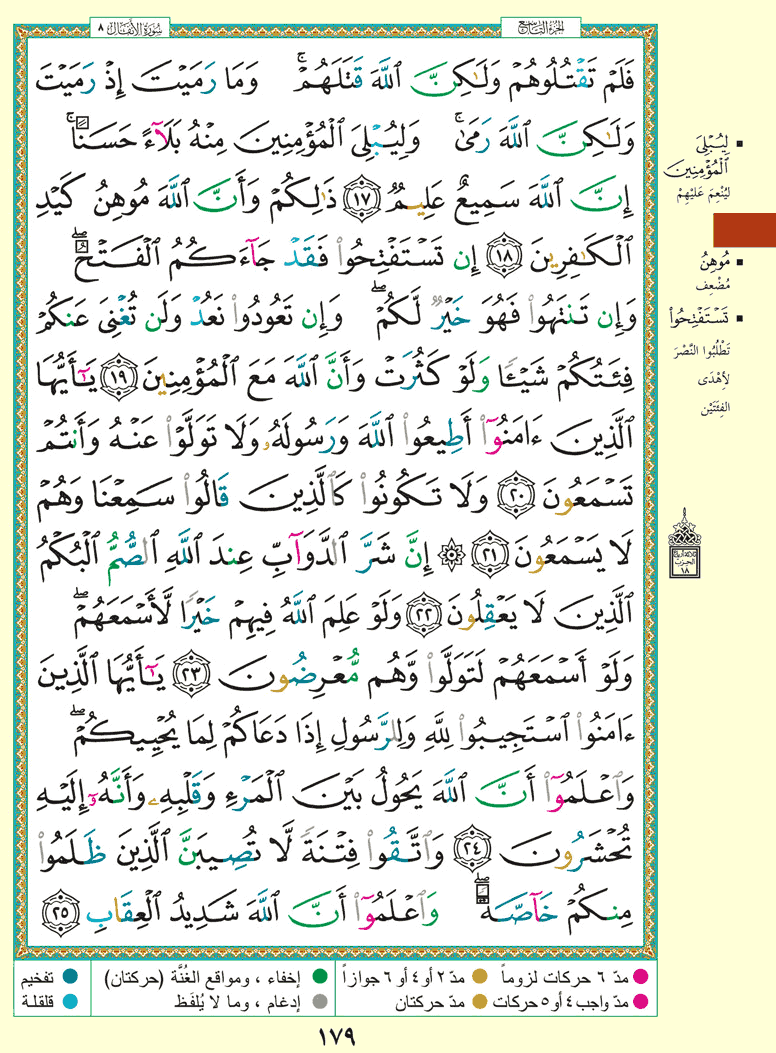 الجزء التاسع
سورة الأنفال ٨
فَلَمْ تَقْتُلُوهُمْ وَلَٰكِنَّ ٱللَّهَ قَتَلَهُمْ ۚ وَمَا رَمَيْتَ إِذْ رَمَيْتَ
وَلَٰكِنَّ ٱللَّهَ رَمَىٰ ۚ وَلِيُبْلِىَ ٱلْمُؤْمِنِينَ مِنْهُ بَلَآءً حَسَنًا ۚ
إِنَّ ٱللَّهَ سَمِيعٌ عَلِيمٌ ١٧ ذَٰلِكُمْ وَأَنَّ ٱللَّهَ مُوهِنُ كَيْدِ
ٱلْكَٰفِرِينَ ١٨ إِن تَسْتَفْتِحُوا۟ فَقَدْ جَآءَكُمُ ٱلْفَتْحُ ۖ
وَإِن تَنتَهُوا۟ فَهُوَ خَيْرٌ لَّكُمْ ۖ وَإِن تَعُودُوا۟ نَعُدْ وَلَن تُغْنِىَ عَنكُمْ
فِئَتُكُمْ شَيْـًٔا وَلَوْ كَثُرَتْ وَأَنَّ ٱللَّهَ مَعَ ٱلْمُؤْمِنِينَ ١٩ يَٰٓأَيُّهَا
ٱلَّذِينَ ءَامَنُوٓا۟ أَطِيعُوا۟ ٱللَّهَ وَرَسُولَهُۥ وَلَا تَوَلَّوْا۟ عَنْهُ وَأَنتُمْ
تَسْمَعُونَ ٢٠ وَلَا تَكُونُوا۟ كَٱلَّذِينَ قَالُوا۟ سَمِعْنَا وَهُمْ
لَا يَسْمَعُونَ ٢١ ۞ إِنَّ شَرَّ ٱلدَّوَآبِّ عِندَ ٱللَّهِ ٱلصُّمُّ ٱلْبُكْمُ
ٱلَّذِينَ لَا يَعْقِلُونَ ٢٢ وَلَوْ عَلِمَ ٱللَّهُ فِيهِمْ خَيْرًا لَّأَسْمَعَهُمْ ۖ
وَلَوْ أَسْمَعَهُمْ لَتَوَلَّوا۟ وَّهُم مُّعْرِضُونَ ٢٣ يَٰٓأَيُّهَا ٱلَّذِينَ
ءَامَنُوا۟ ٱسْتَجِيبُوا۟ لِلَّهِ وَلِلرَّسُولِ إِذَا دَعَاكُمْ لِمَا يُحْيِيكُمْ ۖ
وَٱعْلَمُوٓا۟ أَنَّ ٱللَّهَ يَحُولُ بَيْنَ ٱلْمَرْءِ وَقَلْبِهِۦ وَأَنَّهُۥٓ إِلَيْهِ
تُحْشَرُونَ ٢٤ وَٱتَّقُوا۟ فِتْنَةً لَّا تُصِيبَنَّ ٱلَّذِينَ ظَلَمُوا۟
مِنكُمْ خَآصَّةً ۖ وَٱعْلَمُوٓا۟ أَنَّ ٱللَّهَ شَدِيدُ ٱلْعِقَابِ ٢٥
لِيُبْلِىَ
ٱلْمُؤْمِنِينَ
لِيُنْعِمَ عَلَيْهِمْ
مُوهِنُ
مُضْعِف
تَسْتَفْتِحُوا۟
تَطْلُبُوا النَّصْرَ
لأِهْدَى
الفِئَتَيْن
ثلاثة أرباع
الحزب
١٨
مدّ ٦ حركات لزوماً
مدّ ٢ أو ٤ أو ٦ جوازاً
إخفاء ، ومواقع الغُنَّة (حركتان)
تفخيم
مدّ واجب ٤ أو ٥ حركات
مدّ حركتان
إدغام ، وما لا يُلفَظ
قلقلة
١٧٩